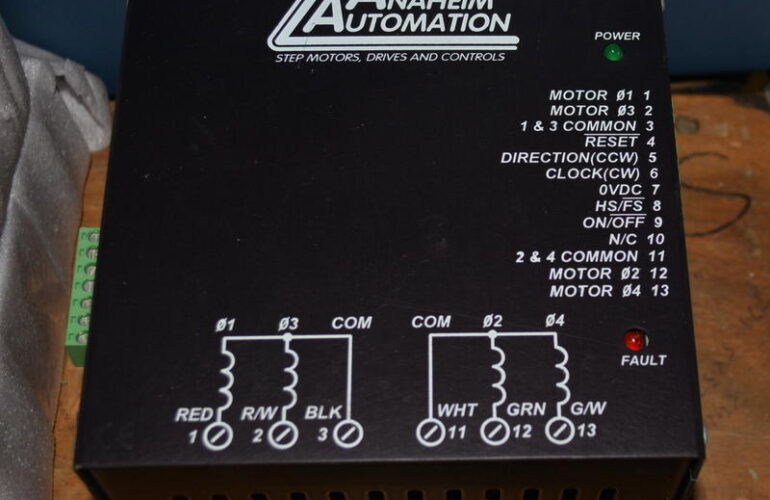 ANAHEIM
AUTOMATION
STEP MOTORS, DRIVES AND CONTROLS
POWER
MOTOR Ø1 1
MOTOR Ø3 2
1 & 3 COMMON 3
RESET 4
DIRECTION(CCW) 5
CLOCK(CW) 6
0VDC 7
HS/FS 8
ON/OFF 9
N/C 10
2 & 4 COMMON 11
MOTOR Ø2 12
MOTOR Ø4 13
Ø1 Ø3 COM COM Ø2 Ø4
FAULT
RED R/W BLK WHT GRN G/W
1 2 3 11 12 13